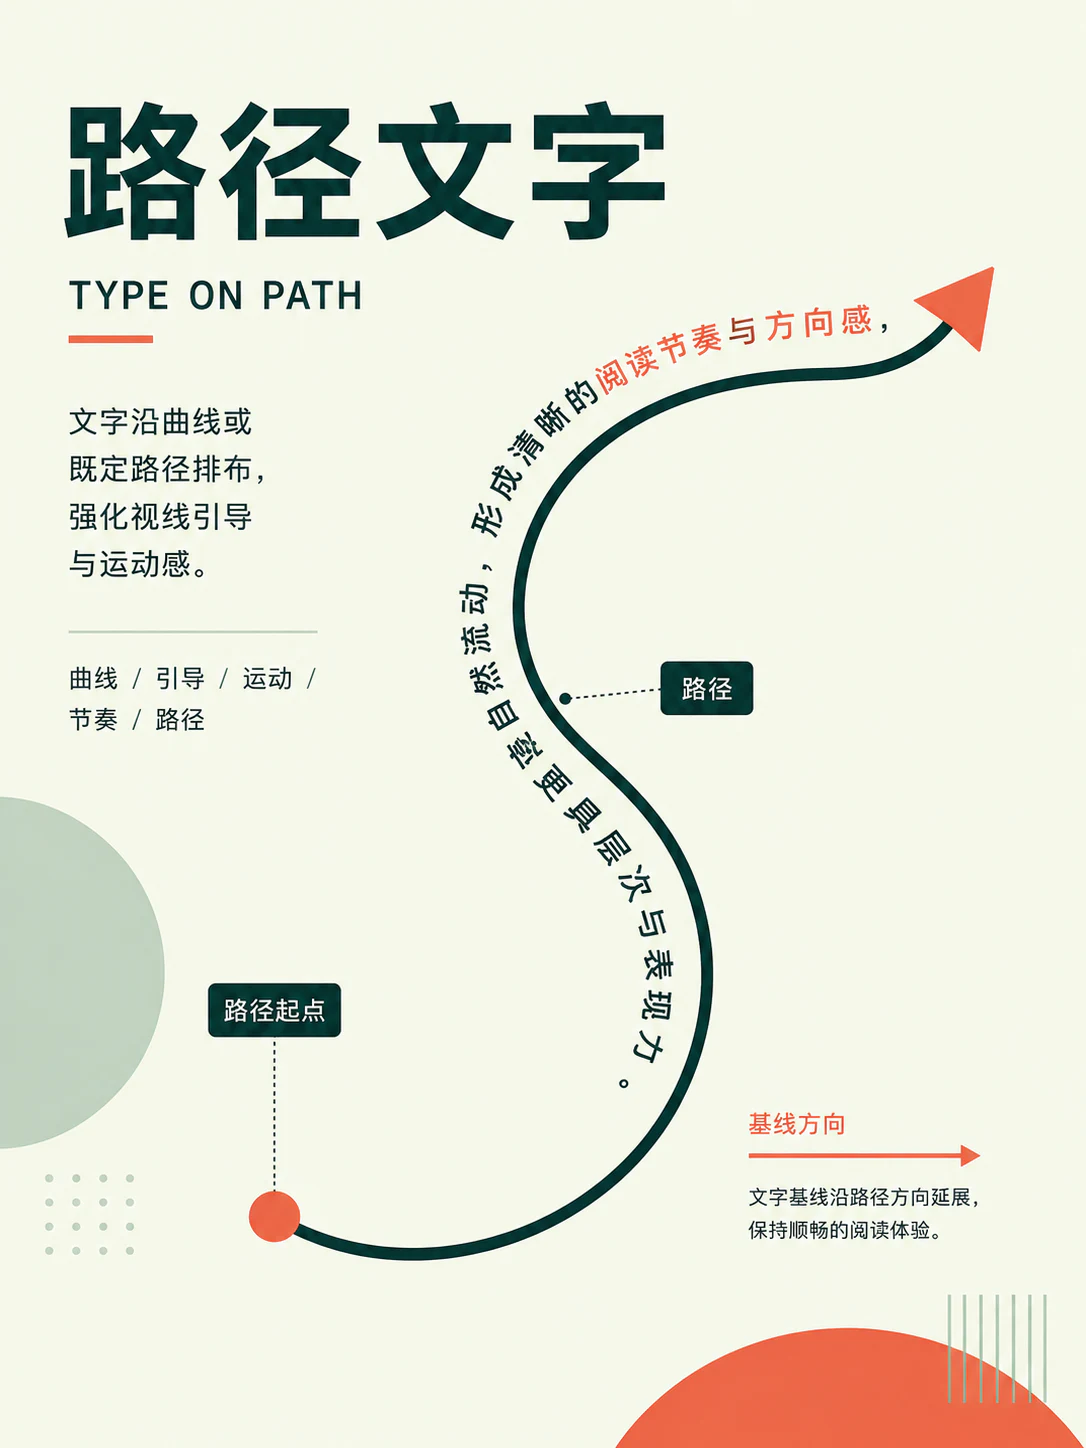 路径文字
TYPE ON PATH
文字沿曲线或
既定路径排布，
强化视线引导
与运动感。
曲线 / 引导 / 运动 /
节奏 / 路径
自然流动，形成清晰的阅读节奏与方向感，
更具层次与表现力。
路径
路径起点
基线方向
文字基线沿路径方向延展，
保持顺畅的阅读体验。